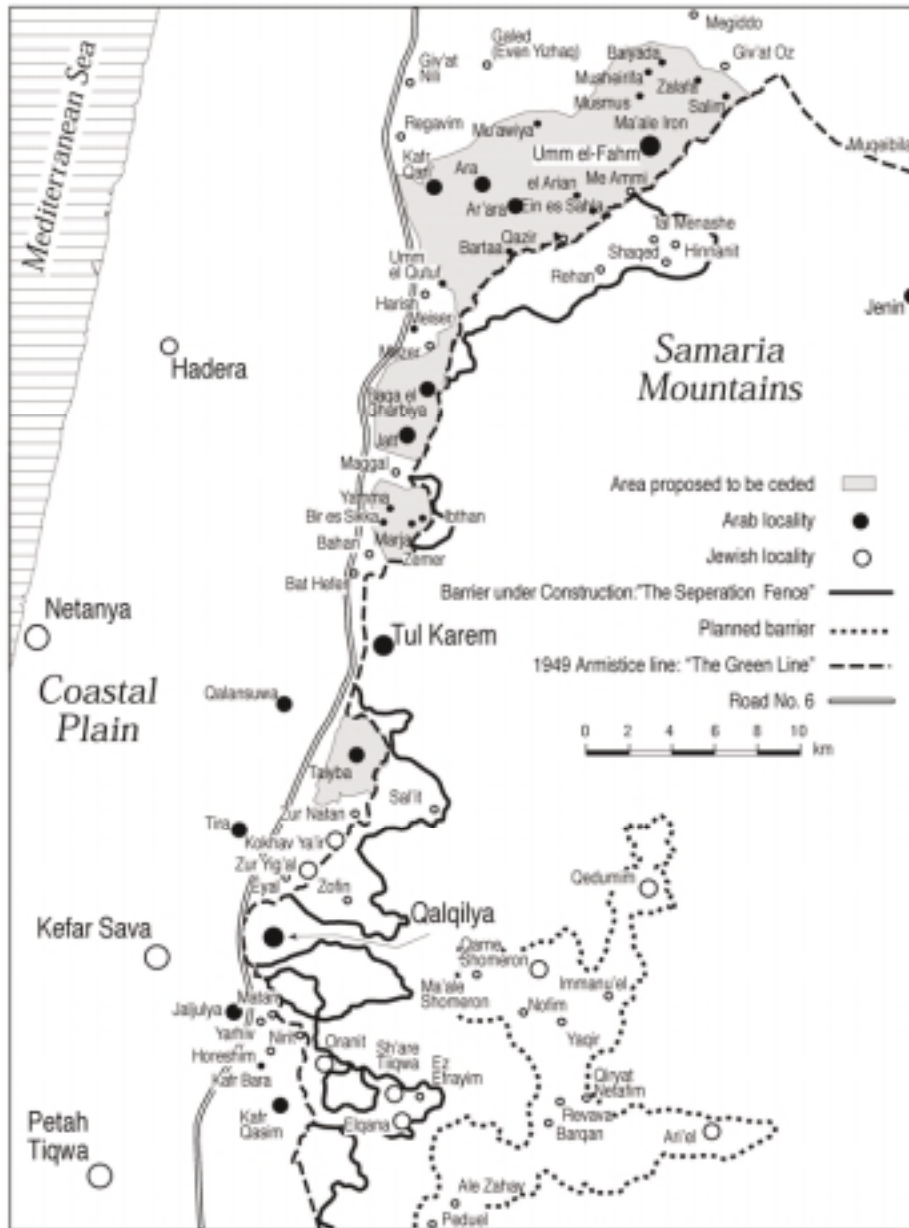 Mediterranean Sea
Megiddo
Galed
(Even Yizhaq)
Giv'at
Nili
Baiyada
Giv'at Oz
Muaheirifa
Zalafa
Musmus
Salim
Mu'awiya
Ma'ale Iron
Regavim
Umm el-Fahm
Muqeibila
Kafr
Qari'
Ara
el Arian
Me Ammi
Ar'ara
Ein es Sahla
Tal Menashe
Qazir
Bartaa
Shaqed
Hinnanit
Rehan
Umm
el Qutuf
Harish
Meiser
Jenin
Mezer
Hadera
Samaria
Mountains
Baqa el
Gharbiya
Jatt
Maggal
Yamma
Bir es Sikka
Ibthan
Marja
Bahan
Zemer
Bat Hefer
Area proposed to be ceded
Arab locality
Jewish locality
Barrier under Construction:"The Seperation Fence"
Planned barrier
1949 Armistice line: "The Green Line"
Road No. 6
0 2 4 6 8 10
km
Netanya
Tul Karem
Coastal
Plain
Qalansuwa
Taiyba
Sal'it
Zur Natan
Tira
Kokhav Ya'ir
Zur Yig'al
Eyal
Zofin
Qedumim
Qalqilya
Kefar Sava
Qarne
Shomeron
Ma'ale
Shomeron
Immanu'el
Nofim
Yaqir
Jaljulya
Matan
Yarhiv
Nirit
Oranit
Horeshim
Sh'are
Tiqwa
Ez
Efrayim
Kafr Bara
Qiryat
Netafim
Kafr
Qasim
Elqana
Revava
Barqan
Ari'el
Petah
Tiqwa
Ale Zahav
Peduel